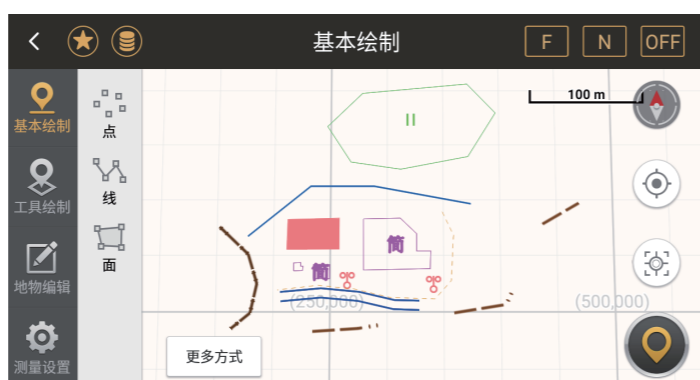 基本绘制
F
N
OFF
基本绘制
工具绘制
地物编辑
测量设置
点
线
面
100 m
简
简
(250,000)
(500,000)
更多方式